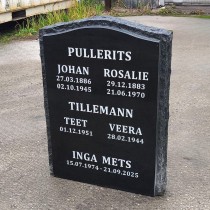 PULLERITS
JOHAN ROSALIE
27.03.1886 29.12.1883
02.10.1945 21.06.1970
TILLEMANN
TEET VEERA
01.12.1951 28.02.1944
INGA METS
15.07.1974 - 21.09.2025